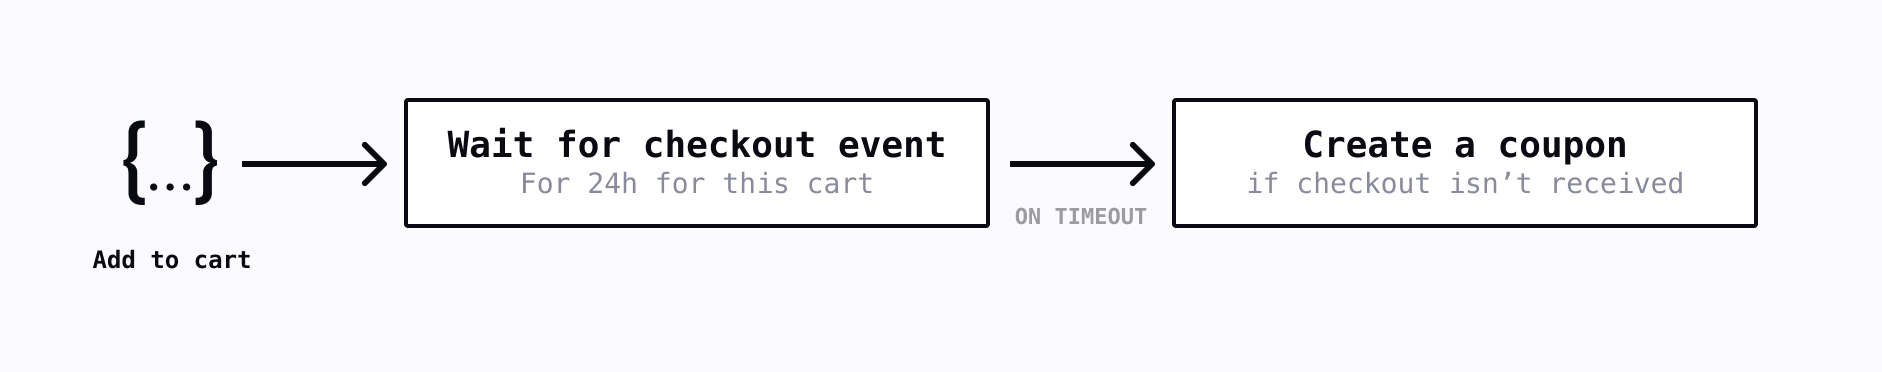 {...}
Add to cart
Wait for checkout event
For 24h for this cart
ON TIMEOUT
Create a coupon
if checkout isn’t received